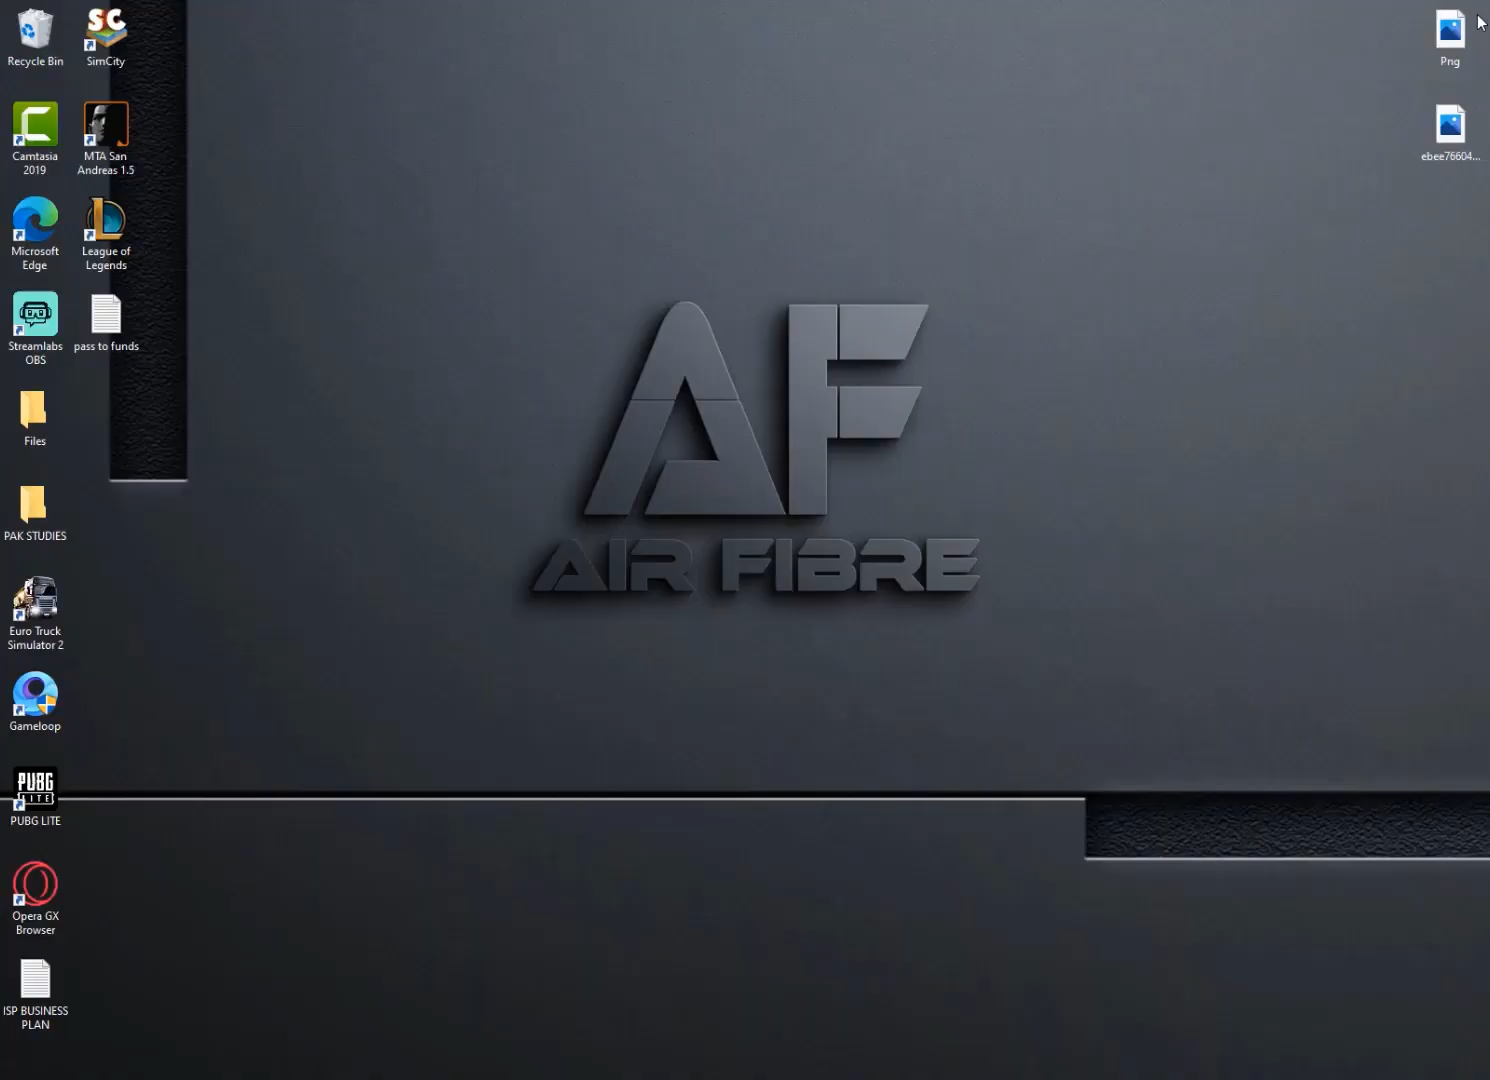 Recycle Bin
SC
SimCity
Camtasia
2019
MTA San
Andreas 1.5
Microsoft
Edge
League of
Legends
Streamlabs
OBS
pass to funds
Files
PAK STUDIES
Euro Truck
Simulator 2
Gameloop
PUBG
LITE
PUBG LITE
Opera GX
Browser
ISP BUSINESS
PLAN
AF
AIR FIBRE
Png
ebee76604...